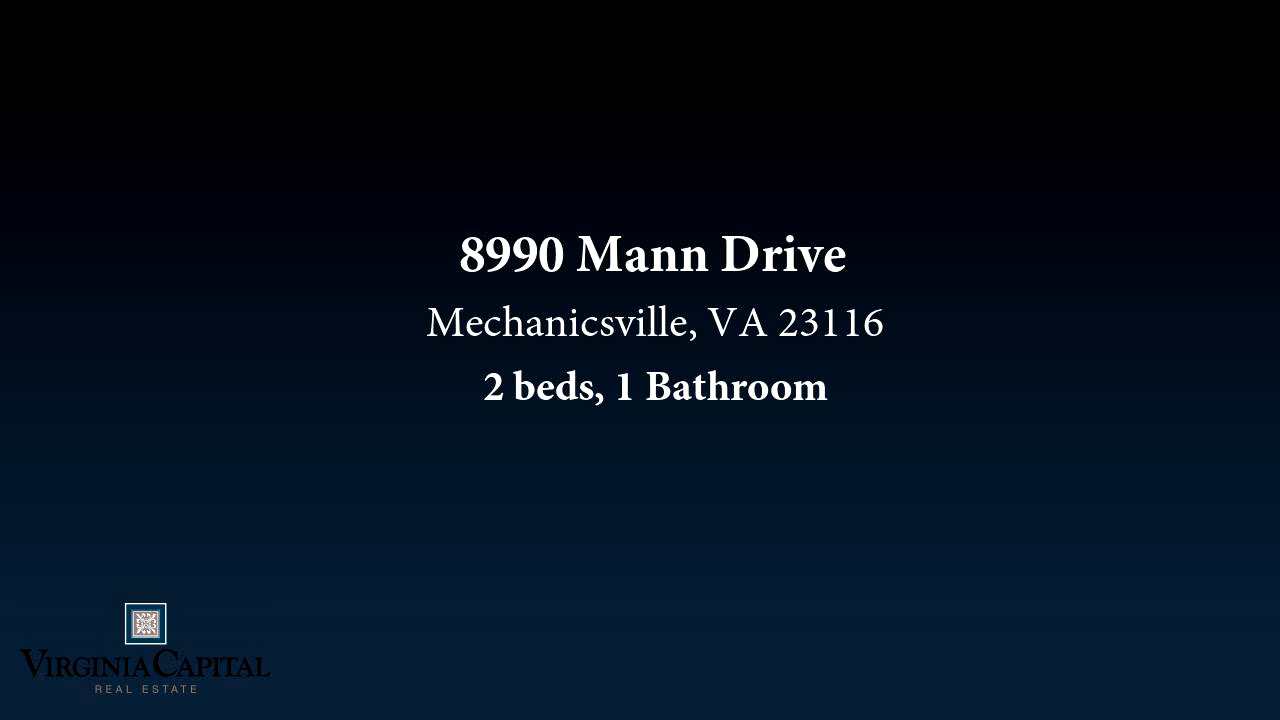 8990 Mann Drive
Mechanicsville, VA 23116
2 beds, 1 Bathroom
VIRGINIA CAPITAL
REAL ESTATE